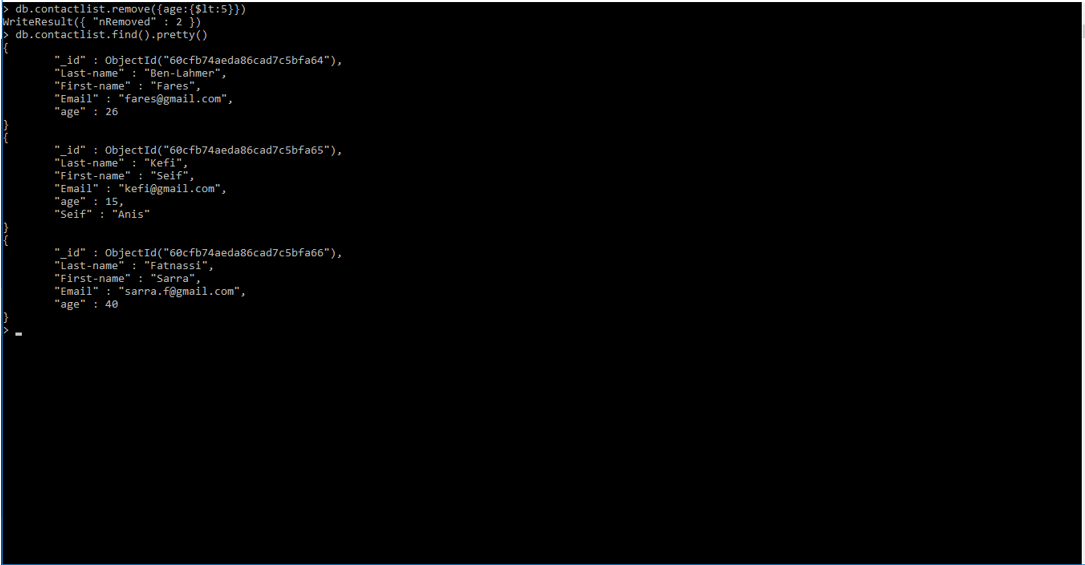 > db.contactlist.remove({age:{$lt:5}})
WriteResult({ "nRemoved" : 2 })
> db.contactlist.find().pretty()
{
        "_id" : ObjectId("60cfb74aeda86cad7c5bfa64"),
        "Last-name" : "Ben-Lahmer",
        "First-name" : "Fares",
        "Email" : "fares@gmail.com",
        "age" : 26
}
{
        "_id" : ObjectId("60cfb74aeda86cad7c5bfa65"),
        "Last-name" : "Kefi",
        "First-name" : "Seif",
        "Email" : "kefi@gmail.com",
        "age" : 15,
        "Seif" : "Anis"
}
{
        "_id" : ObjectId("60cfb74aeda86cad7c5bfa66"),
        "Last-name" : "Fatnassi",
        "First-name" : "Sarra",
        "Email" : "sarra.f@gmail.com",
        "age" : 40
}
> _